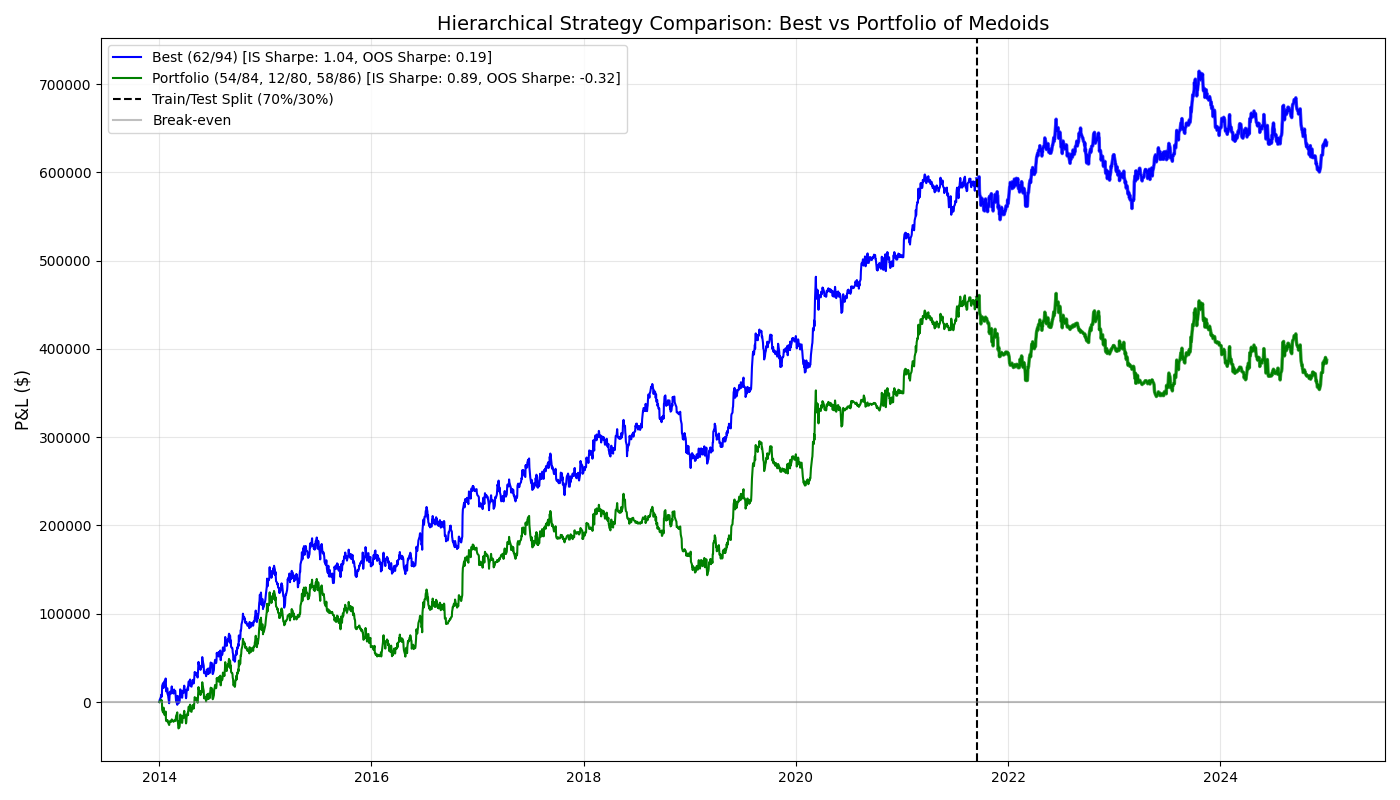 Hierarchical Strategy Comparison: Best vs Portfolio of Medoids
Best (62/94) [IS Sharpe: 1.04, OOS Sharpe: 0.19]
Portfolio (54/84, 12/80, 58/86) [IS Sharpe: 0.89, OOS Sharpe: -0.32]
Train/Test Split (70%/30%)
Break-even
P&L ($)
700000
600000
500000
400000
300000
200000
100000
0
2014
2016
2018
2020
2022
2024